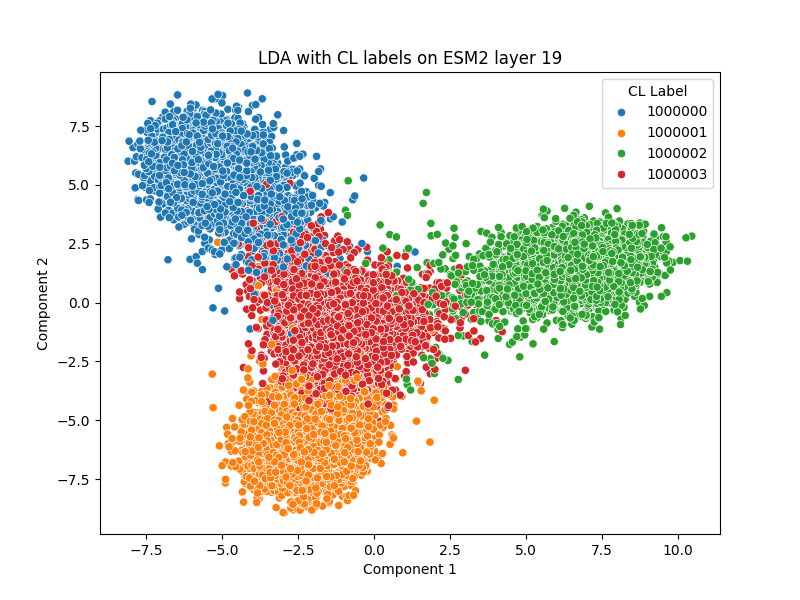 LDA with CL labels on ESM2 layer 19
CL Label
1000000
1000001
1000002
1000003
7.5
5.0
2.5
0.0
−2.5
−5.0
−7.5
Component 2
−7.5 −5.0 −2.5 0.0 2.5 5.0 7.5 10.0
Component 1